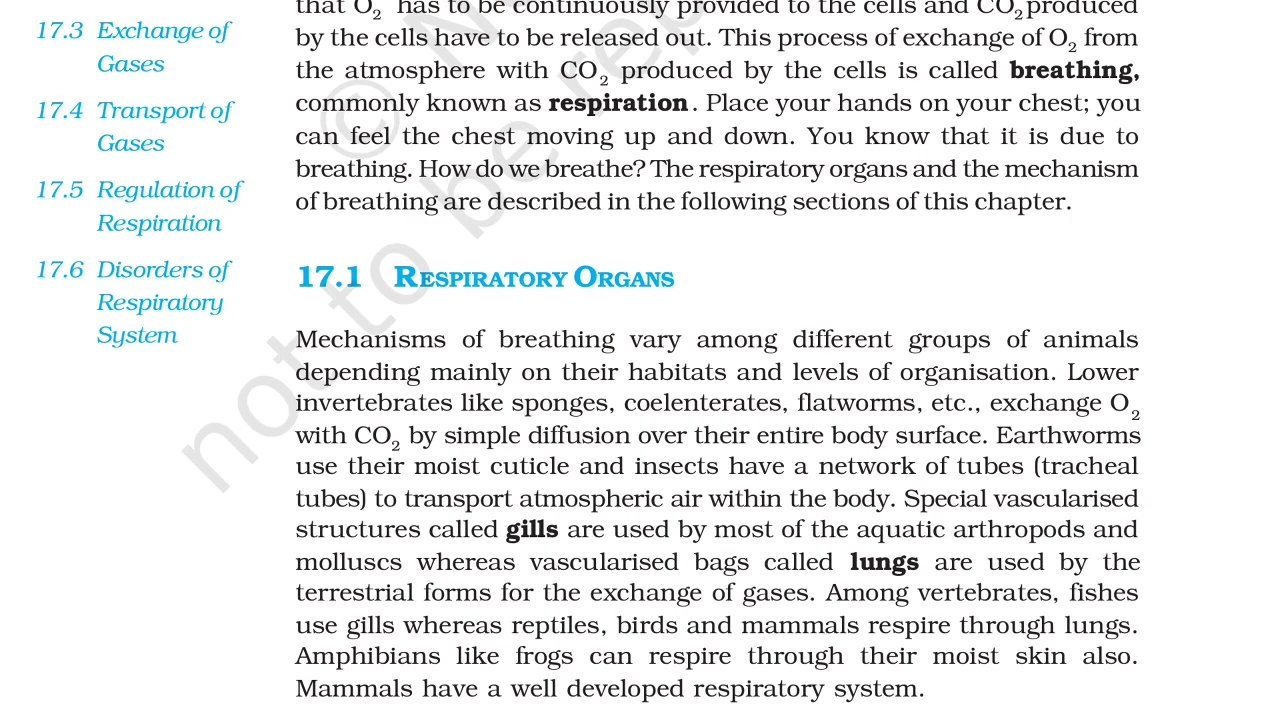 17.3 Exchange of
Gases
17.4 Transport of
Gases
17.5 Regulation of
Respiration
17.6 Disorders of
Respiratory
System
that O2 has to be continuously provided to the cells and CO2 produced
by the cells have to be released out. This process of exchange of O2 from
the atmosphere with CO2 produced by the cells is called breathing,
commonly known as respiration. Place your hands on your chest; you
can feel the chest moving up and down. You know that it is due to
breathing. How do we breathe? The respiratory organs and the mechanism
of breathing are described in the following sections of this chapter.
17.1 RESPIRATORY ORGANS
Mechanisms of breathing vary among different groups of animals
depending mainly on their habitats and levels of organisation. Lower
invertebrates like sponges, coelenterates, flatworms, etc., exchange O2
with CO2 by simple diffusion over their entire body surface. Earthworms
use their moist cuticle and insects have a network of tubes (tracheal
tubes) to transport atmospheric air within the body. Special vascularised
structures called gills are used by most of the aquatic arthropods and
molluscs whereas vascularised bags called lungs are used by the
terrestrial forms for the exchange of gases. Among vertebrates, fishes
use gills whereas reptiles, birds and mammals respire through lungs.
Amphibians like frogs can respire through their moist skin also.
Mammals have a well developed respiratory system.
© N
not to be rep